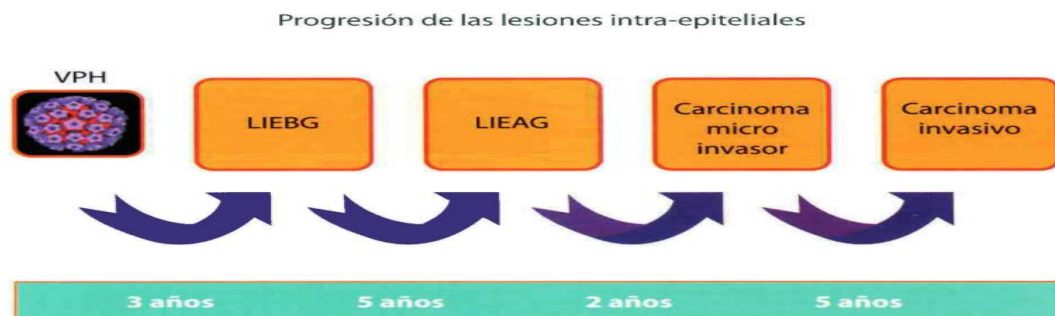 Progresión de las lesiones intra-epiteliales
VPH
LIEBG
LIEAG
Carcinoma
micro
invasor
Carcinoma
invasivo
3 años 5 años 2 años 5 años